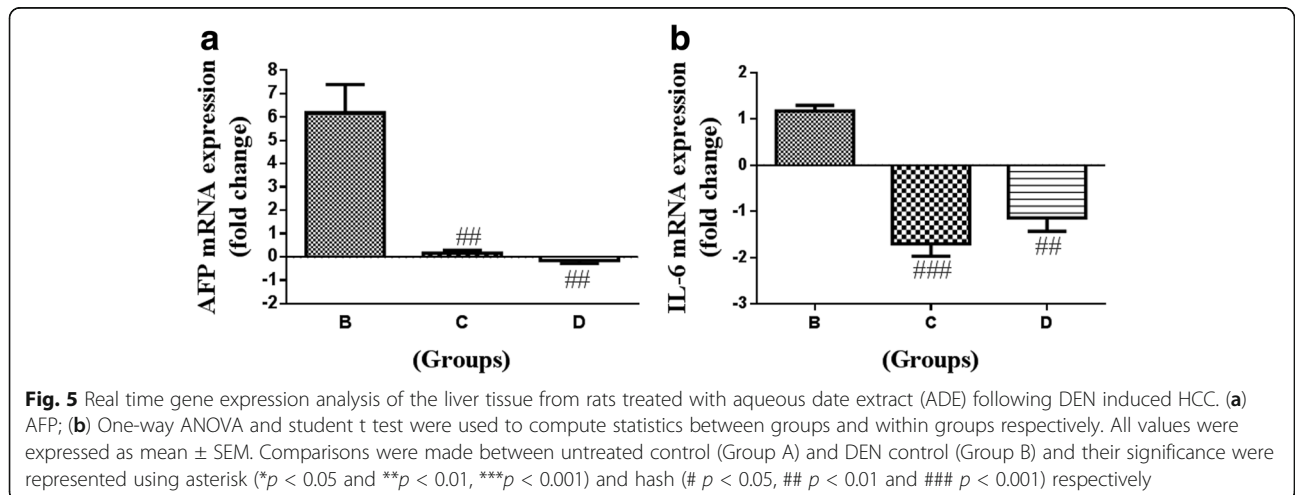 a
AFP mRNA expression
(fold change)
8
7
6
5
4
3
2
1
0
-1
-2
##
##
B C D
(Groups)
b
IL-6 mRNA expression
(fold change)
2
1
0
-1
-2
-3
###
##
B C D
(Groups)
Fig. 5 Real time gene expression analysis of the liver tissue from rats treated with aqueous date extract (ADE) following DEN induced HCC. (a)
AFP; (b) One-way ANOVA and student t test were used to compute statistics between groups and within groups respectively. All values were
expressed as mean ± SEM. Comparisons were made between untreated control (Group A) and DEN control (Group B) and their significance were
represented using asterisk (*p < 0.05 and **p < 0.01, ***p < 0.001) and hash (# p < 0.05, ## p < 0.01 and ### p < 0.001) respectively